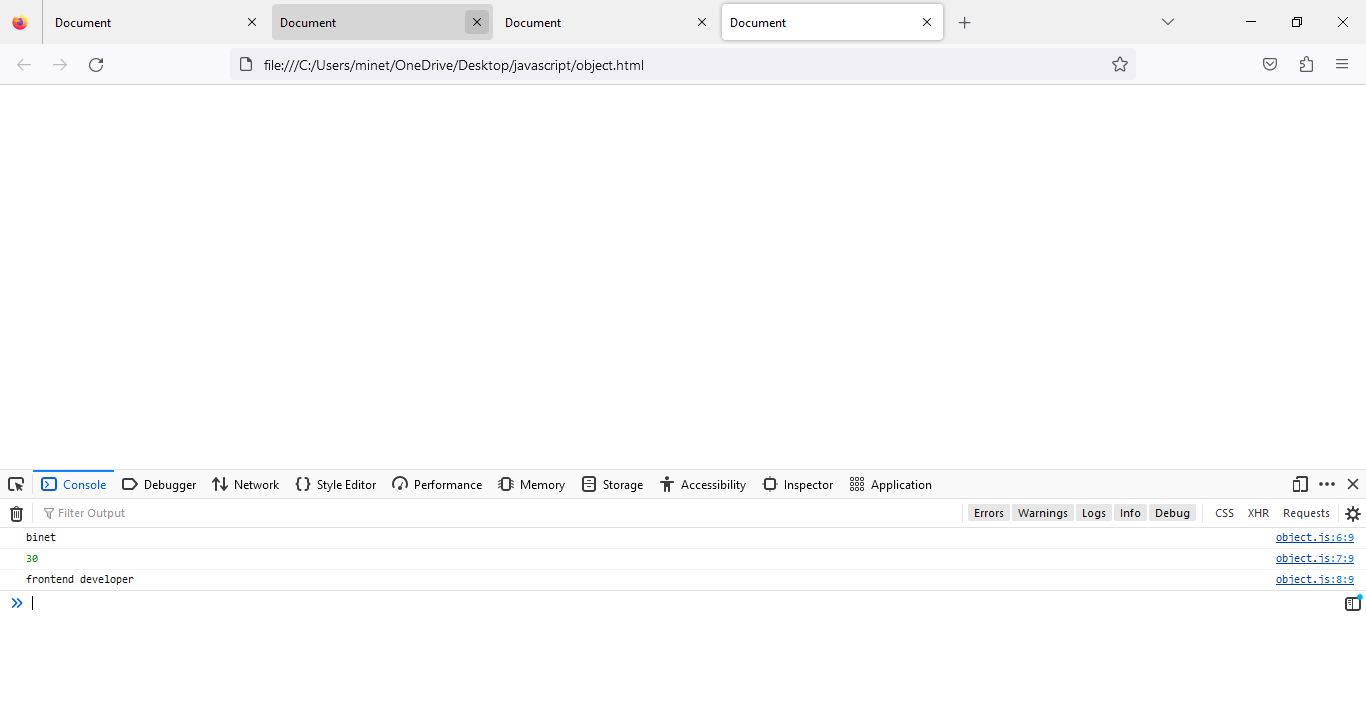 Document Document Document Document
file:///C:/Users/minet/OneDrive/Desktop/javascript/object.html
Console Debugger Network Style Editor Performance Memory Storage Accessibility Inspector Application
Filter Output Errors Warnings Logs Info Debug CSS XHR Requests
binet object.js:6:9
30 object.js:7:9
frontend developer object.js:8:9